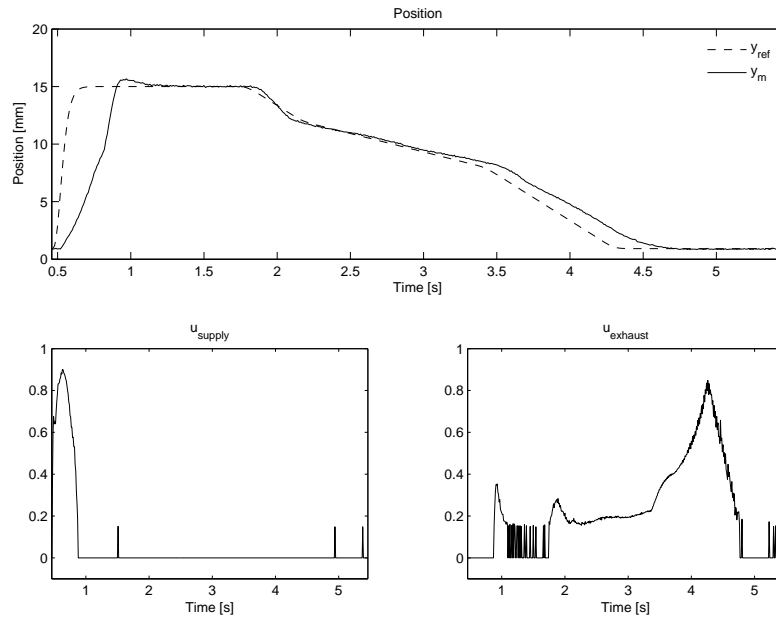 Position
Position [mm]
20
15
10
5
0
y_ref
y_m
0.5 1 1.5 2 2.5 3 3.5 4 4.5 5
Time [s]
u_supply
1
0.8
0.6
0.4
0.2
0
1 2 3 4 5
Time [s]
u_exhaust
1
0.8
0.6
0.4
0.2
0
1 2 3 4 5
Time [s]